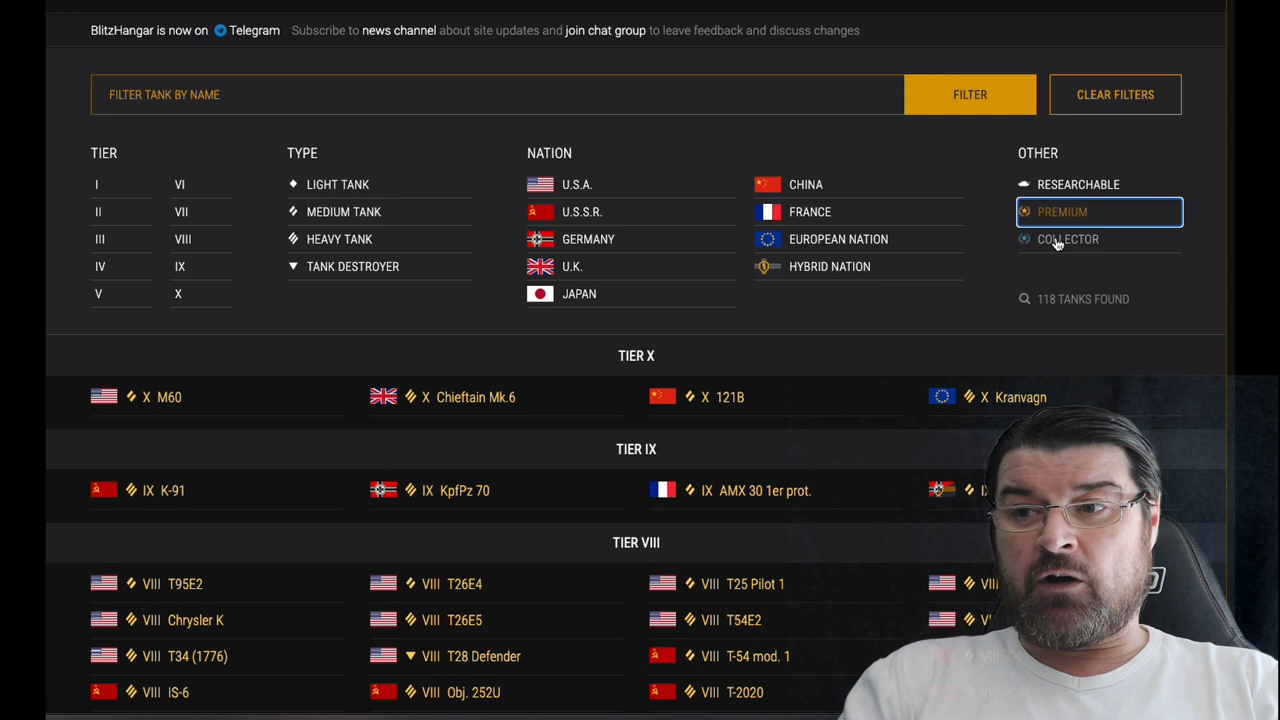 BlitzHangar is now on Telegram Subscribe to news channel about site updates and join chat group to leave feedback and discuss changes
FILTER TANK BY NAME FILTER CLEAR FILTERS
TIER TYPE NATION OTHER
I VI LIGHT TANK U.S.A. CHINA RESEARCHABLE
II VII MEDIUM TANK U.S.S.R. FRANCE PREMIUM
III VIII HEAVY TANK GERMANY EUROPEAN NATION COLLECTOR
IV IX TANK DESTROYER U.K. HYBRID NATION
V X JAPAN 118 TANKS FOUND
TIER X
X M60 X Chieftain Mk.6 X 121B X Kranvagn
TIER IX
IX K-91 IX KpfPz 70 IX AMX 30 1er prot.
TIER VIII
VIII T95E2 VIII T26E4 VIII T25 Pilot 1 VIII
VIII Chrysler K VIII T26E5 VIII T54E2
VIII T34 (1776) VIII T28 Defender VIII T-54 mod. 1
VIII IS-6 VIII Obj. 252U VIII T-2020